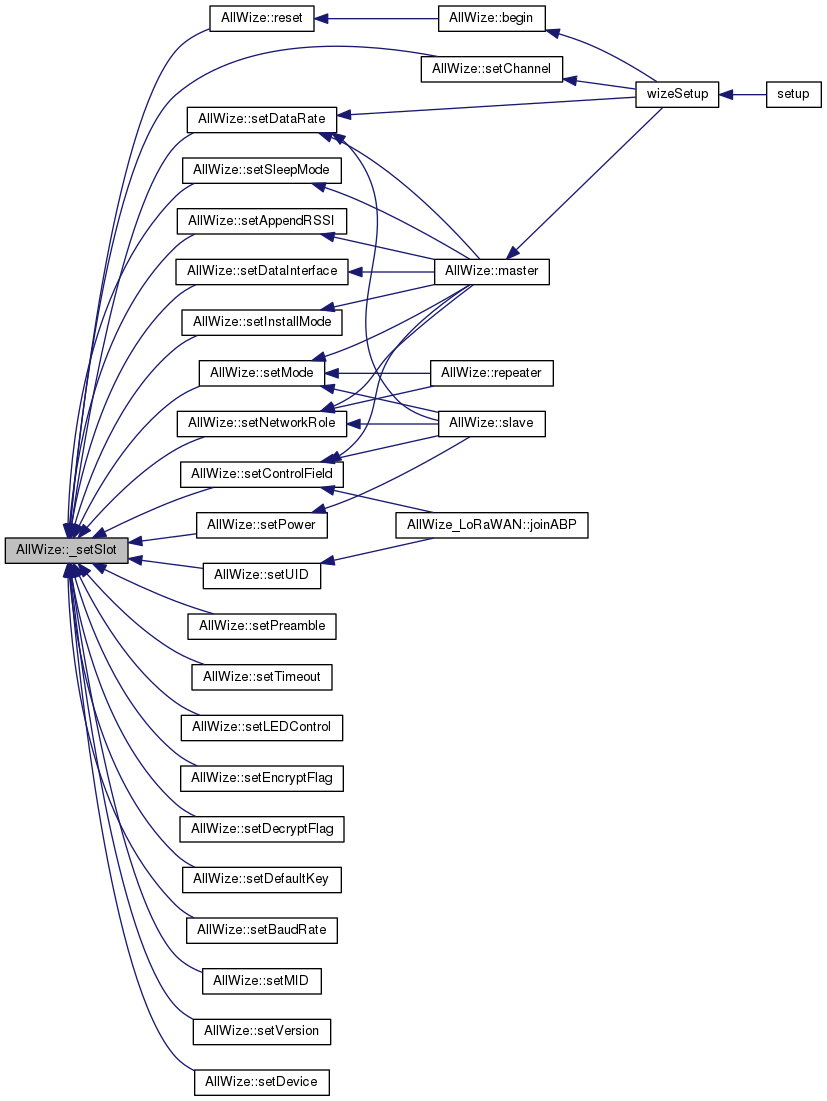 AllWize::reset
AllWize::begin
AllWize::setChannel
wizeSetup
setup
AllWize::setDataRate
AllWize::setSleepMode
AllWize::setAppendRSSI
AllWize::setDataInterface
AllWize::master
AllWize::setInstallMode
AllWize::setMode
AllWize::repeater
AllWize::setNetworkRole
AllWize::slave
AllWize::setControlField
AllWize::setPower
AllWize_LoRaWAN::joinABP
AllWize::_setSlot
AllWize::setUID
AllWize::setPreamble
AllWize::setTimeout
AllWize::setLEDControl
AllWize::setEncryptFlag
AllWize::setDecryptFlag
AllWize::setDefaultKey
AllWize::setBaudRate
AllWize::setMID
AllWize::setVersion
AllWize::setDevice